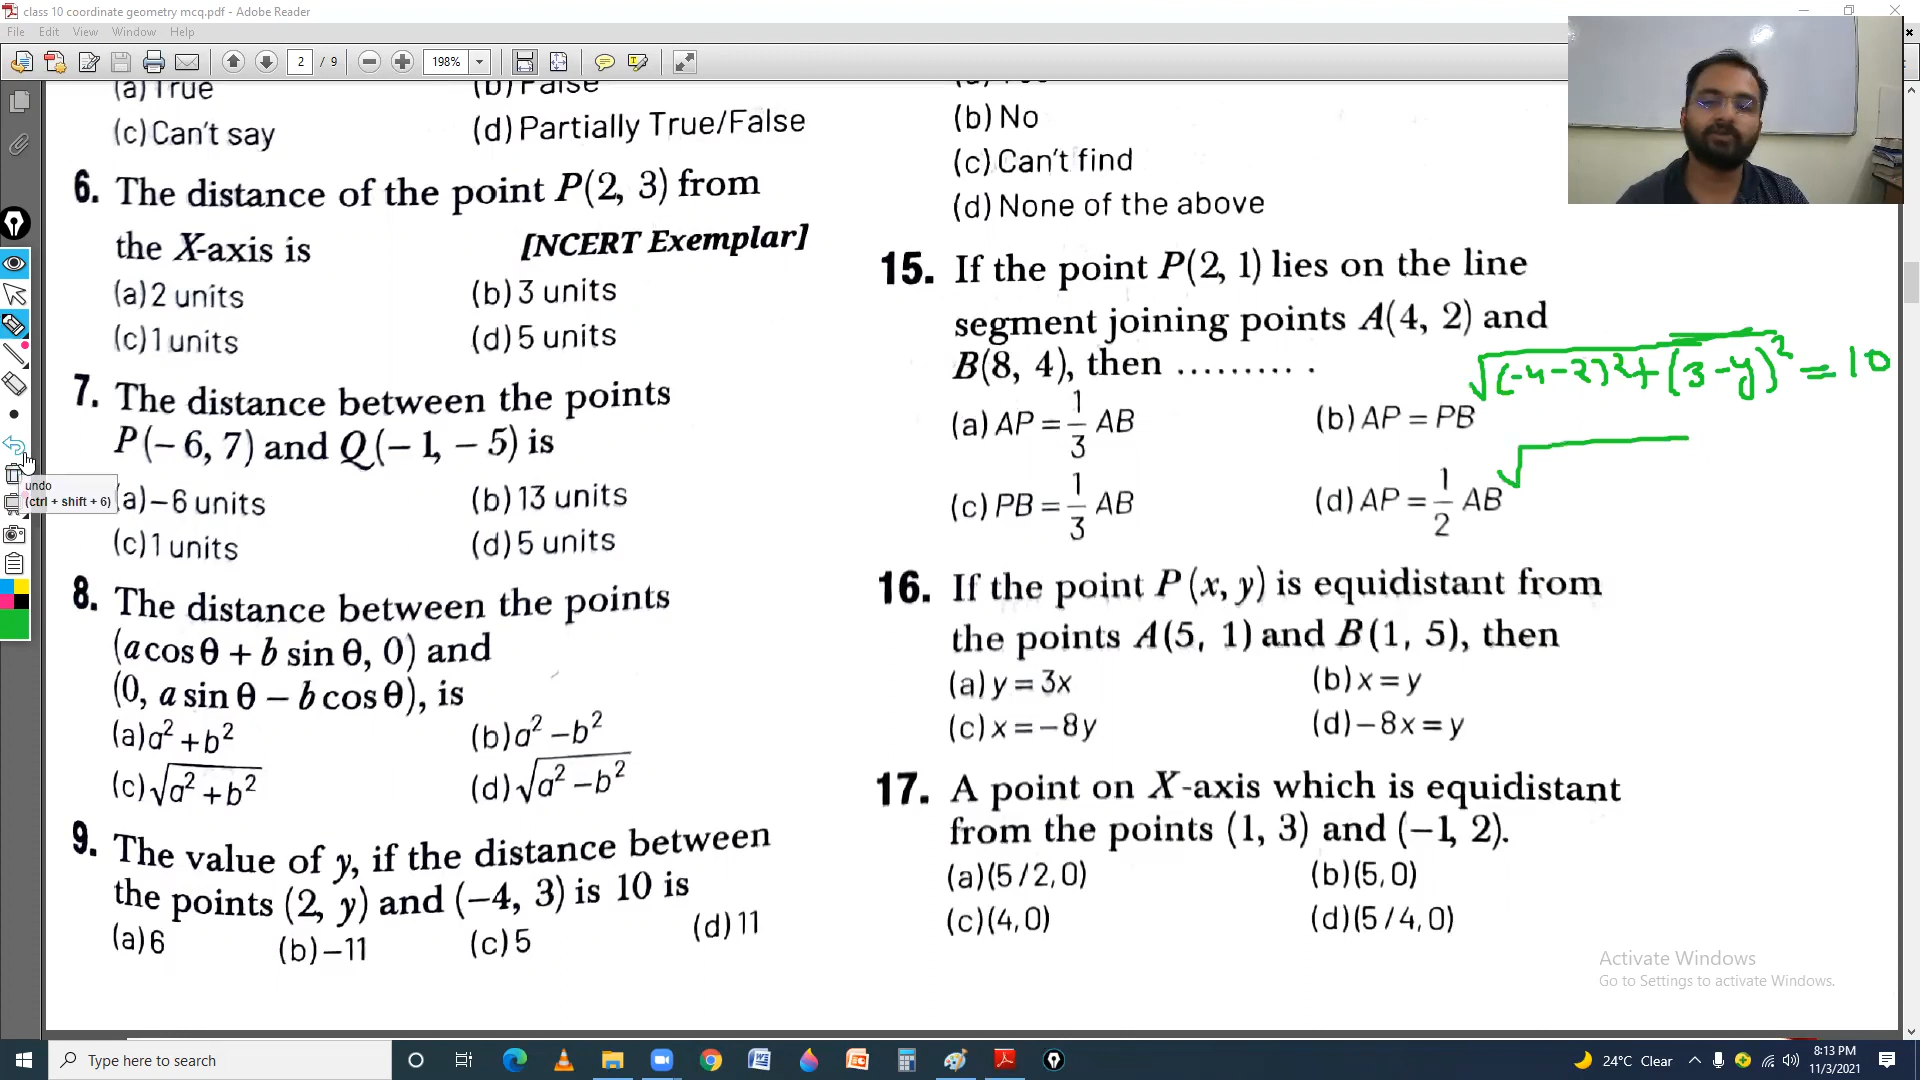 class 10 coordinate geometry mcq.pdf - Adobe Reader
File Edit View Window Help
2 / 9 198%
(a) True (b) False
(c) Can't say (d) Partially True/False
6. The distance of the point P(2, 3) from
the X-axis is [NCERT Exemplar]
(a) 2 units (b) 3 units
(c) 1 units (d) 5 units
7. The distance between the points
P(– 6, 7) and Q(– 1, – 5) is
(a) –6 units (b) 13 units
(c) 1 units (d) 5 units
8. The distance between the points
(a cos θ + b sin θ, 0) and
(0, a sin θ – b cos θ), is
(a) a² + b² (b) a² – b²
(c) √(a² + b²) (d) √(a² – b²)
9. The value of y, if the distance between
the points (2, y) and (–4, 3) is 10 is
(a) 6 (b) –11 (c) 5 (d) 11
(b) No
(c) Can't find
(d) None of the above
15. If the point P(2, 1) lies on the line
segment joining points A(4, 2) and
B(8, 4), then ......... .
√(-4-2)²+(3-y)² = 10
(a) AP = 1/3 AB (b) AP = PB
(c) PB = 1/3 AB (d) AP = 1/2 AB
√
16. If the point P(x, y) is equidistant from
the points A(5, 1) and B(1, 5), then
(a) y = 3x (b) x = y
(c) x = –8y (d) –8x = y
17. A point on X-axis which is equidistant
from the points (1, 3) and (–1, 2).
(a) (5/2, 0) (b) (5, 0)
(c) (4, 0) (d) (5/4, 0)
undo
(ctrl + shift + 6)
Activate Windows
Go to Settings to activate Windows.
Type here to search
24°C Clear
8:13 PM
11/3/2021